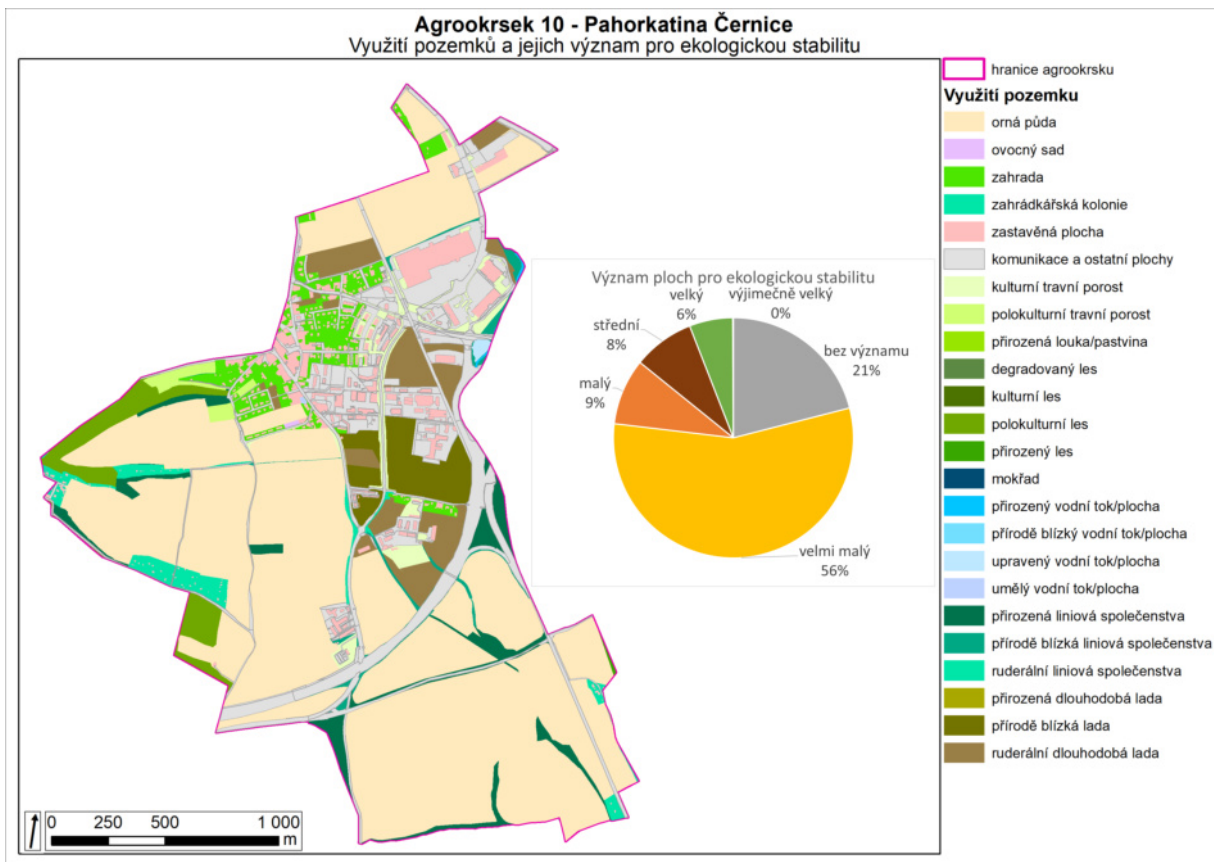 Agrookrsek 10 - Pahorkatina Černice
Využití pozemků a jejich význam pro ekologickou stabilitu
hranice agrookrsku
Využití pozemku
orná půda
ovocný sad
zahrada
zahrádkářská kolonie
zastavěná plocha
komunikace a ostatní plochy
kulturní travní porost
polokulturní travní porost
přirozená louka/pastvina
degradovaný les
kulturní les
polokulturní les
přirozený les
mokřad
přirozený vodní tok/plocha
přírodě blízký vodní tok/plocha
upravený vodní tok/plocha
umělý vodní tok/plocha
přirozená liniová společenstva
přírodě blízká liniová společenstva
ruderální liniová společenstva
přirozená dlouhodobá lada
přírodě blízká lada
ruderální dlouhodobá lada
Význam ploch pro ekologickou stabilitu
velký
6%
výjimečně velký
0%
střední
8%
bez významu
21%
malý
9%
velmi malý
56%
0 250 500 1 000
m